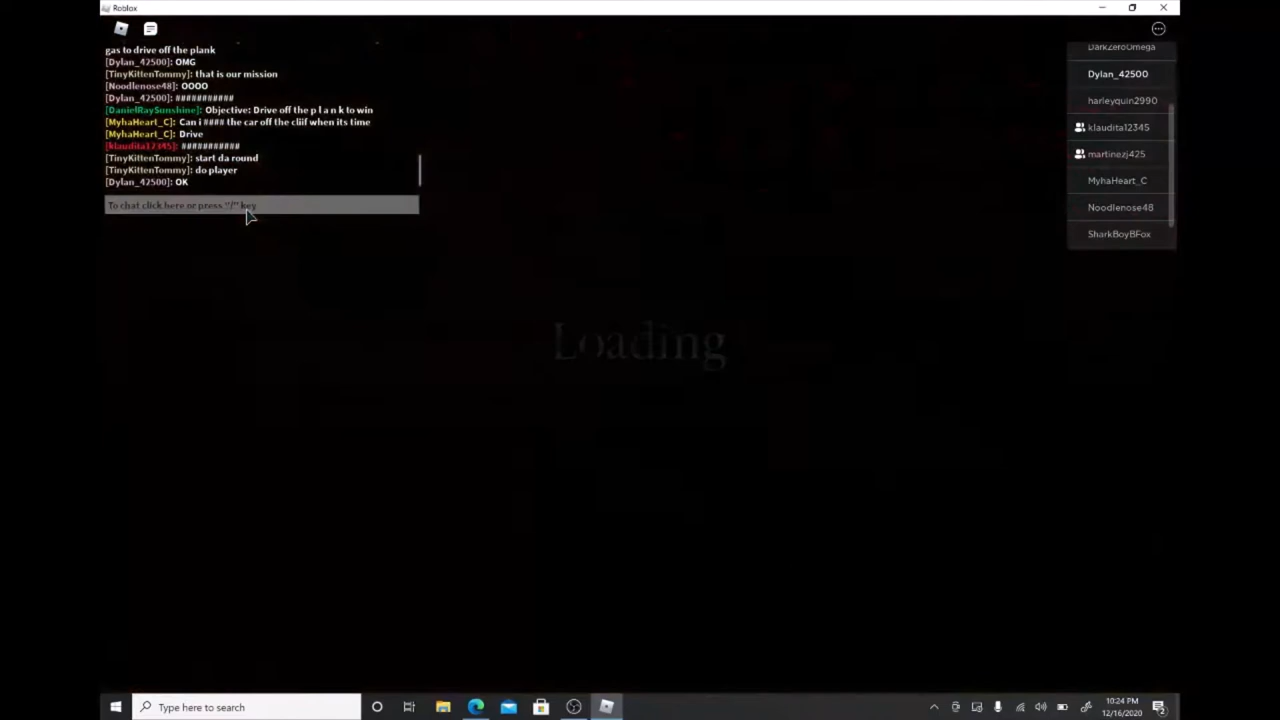 Roblox
gas to drive off the plank
[Dylan_42500]: OMG
[TinyKittenTommy]: that is our mission
[Noodlenose48]: OOOO
[Dylan_42500]: ###########
[DanielRaySunshine]: Objective: Drive off the p l a n k to win
[MyhaHeart_C]: Can i #### the car off the cliif when its time
[MyhaHeart_C]: Drive
[klaudita12345]: ###########
[TinyKittenTommy]: start da round
[TinyKittenTommy]: do player
[Dylan_42500]: OK
To chat click here or press "/" key
DarkZeroOmega
Dylan_42500
harleyquin2990
klaudita12345
martinezj425
MyhaHeart_C
Noodlenose48
SharkBoyBFox
Loading
Type here to search
10:24 PM
12/16/2020
2